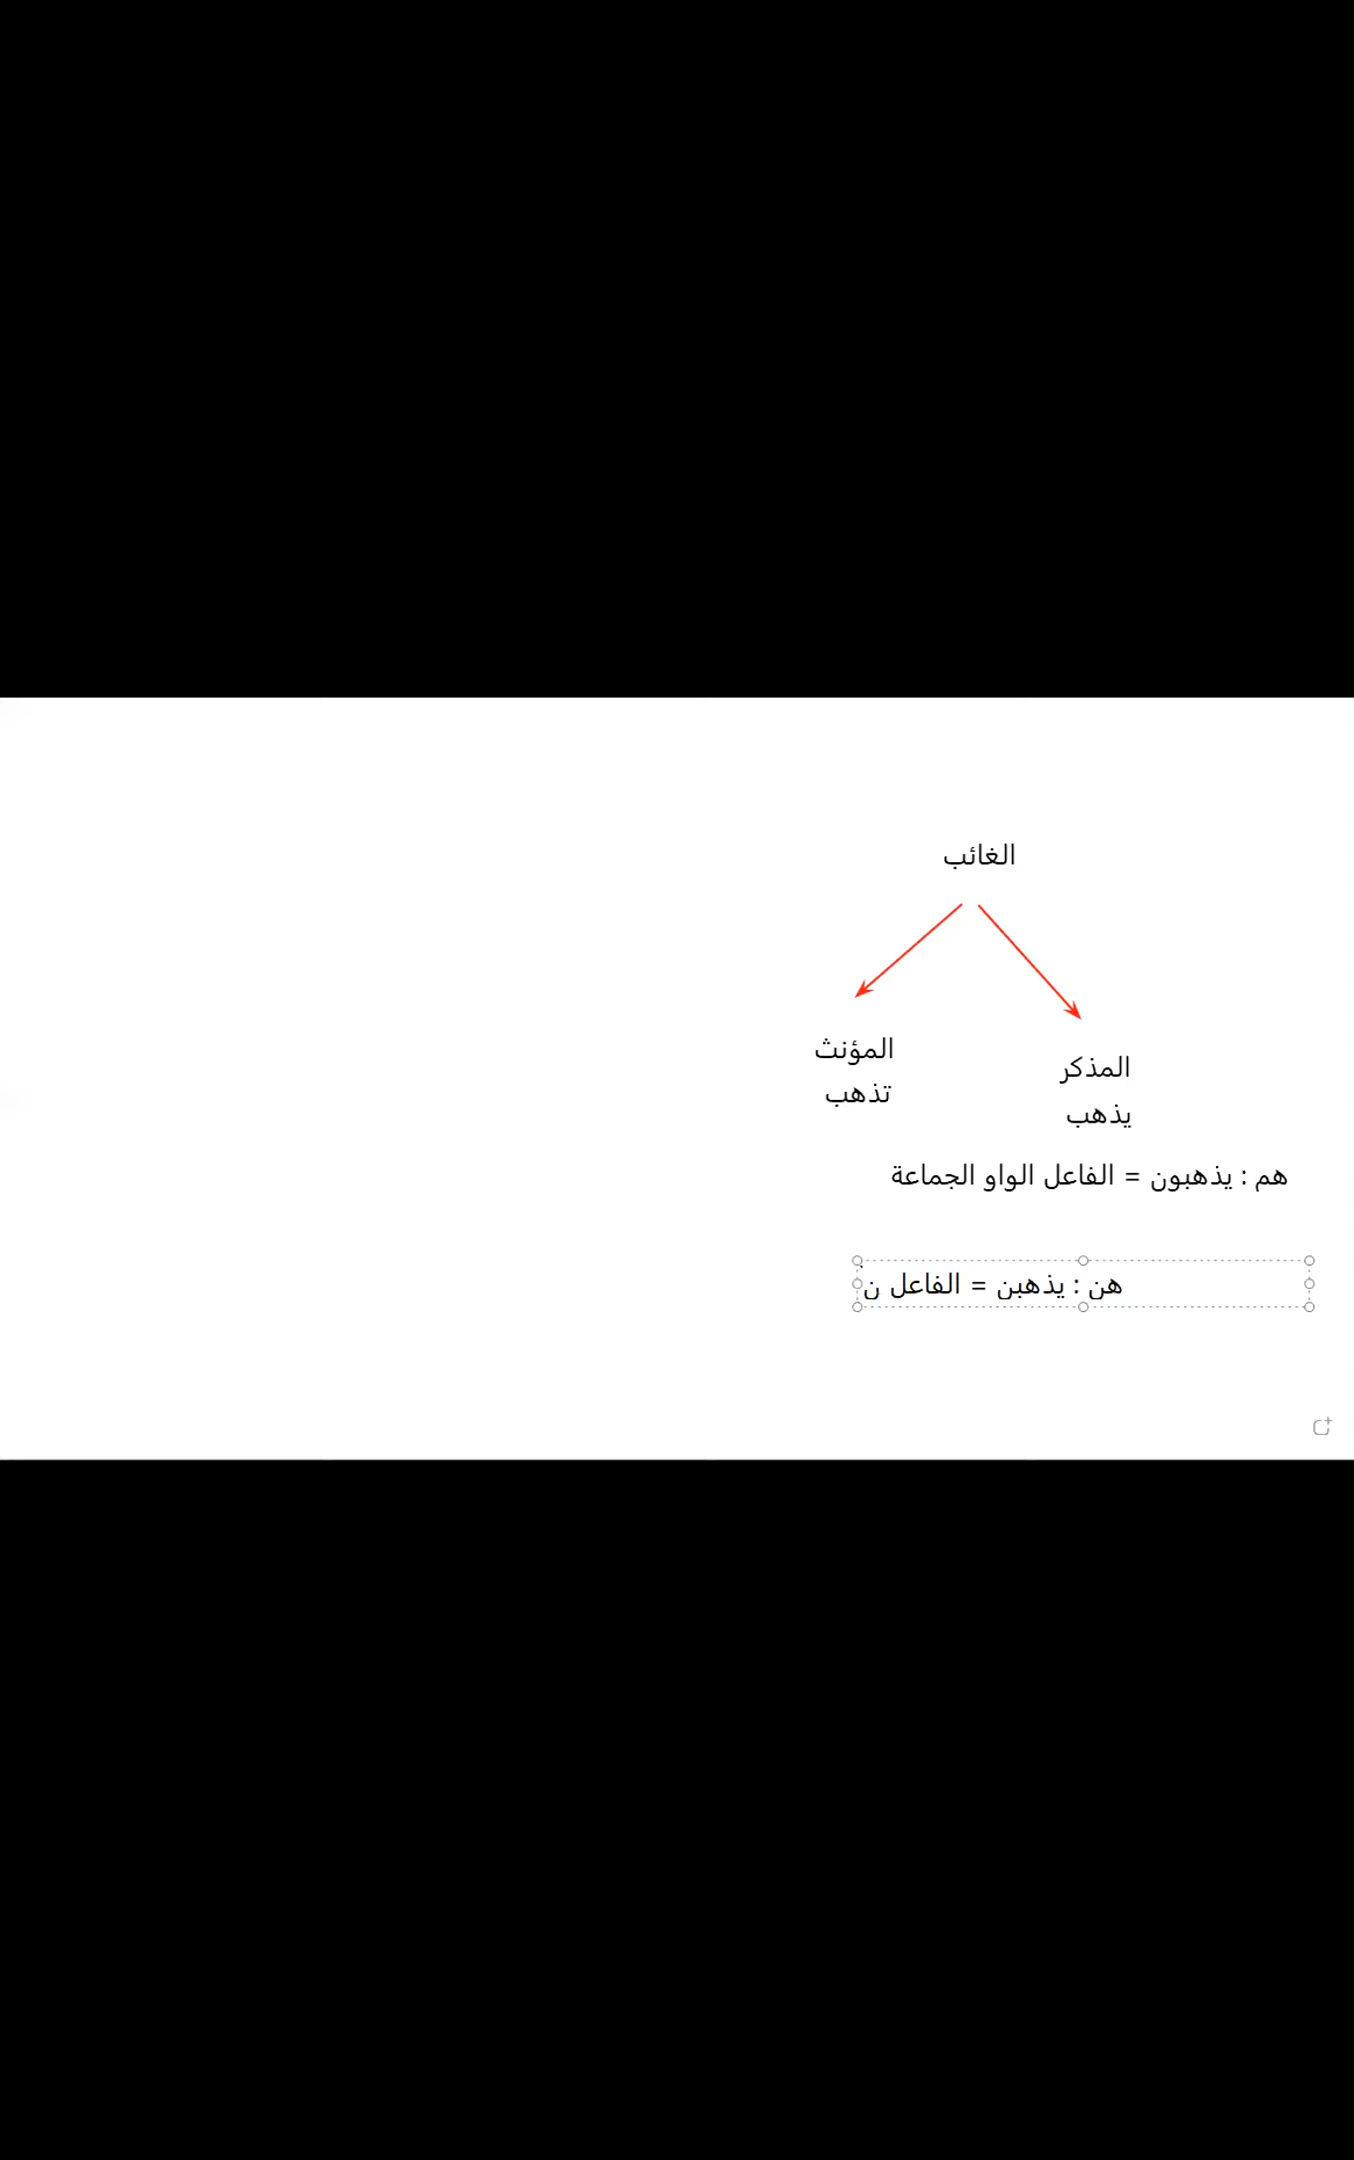 الغائب
المذكر
يذهب
المؤنث
تذهب
هم : يذهبون = الفاعل الواو الجماعة
هن : يذهبن = الفاعل ن